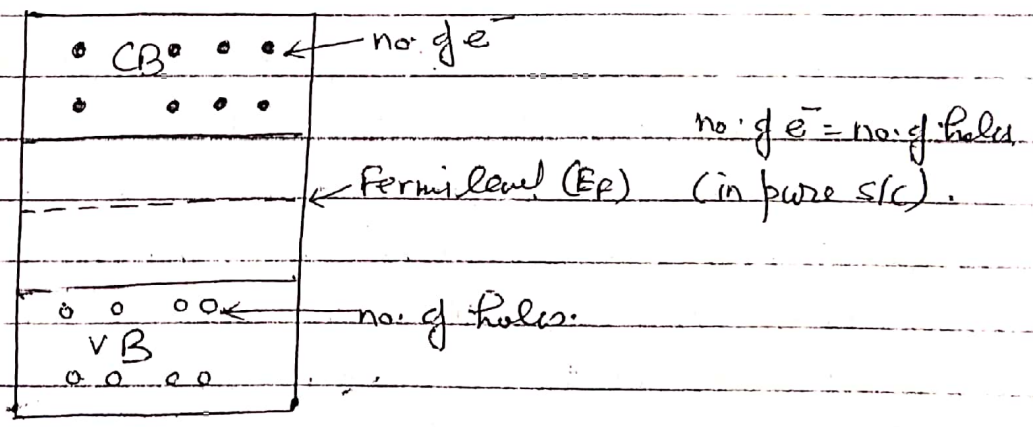 CB
no. of e⁻
no. of e⁻ = no. of holes
Fermi level (EF) (in pure s/c).
no. of holes.
VB